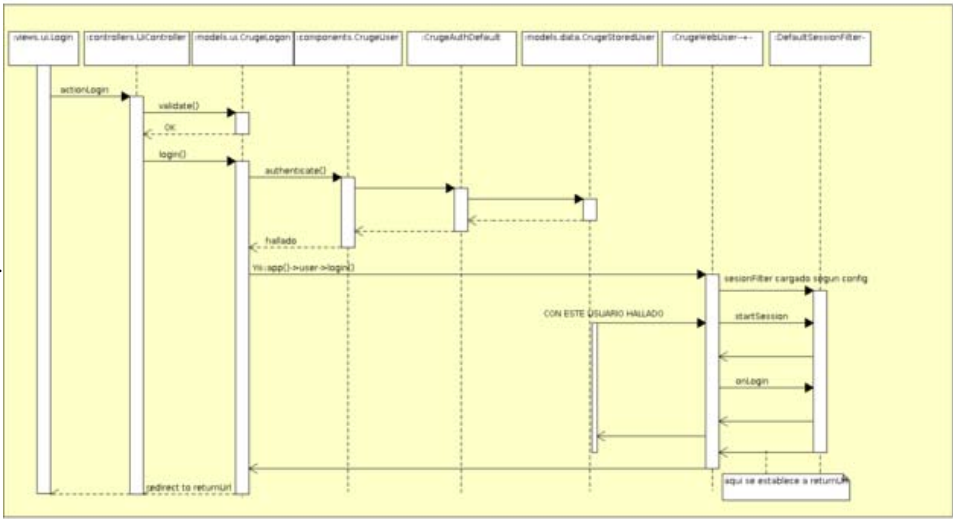 :views.ui.Login
:controllers.UiController
:models.ui.CrugeLogon
:components.CrugeUser
:CrugeAuthDefault
:models.data.CrugeStoredUser
:CrugeWebUser-+-
:DefaultSessionFilter-
actionLogin
validate()
OK
login()
authenticate()
hallado
Yii::app()->user->login()
sesionFilter cargado segun config
CON ESTE USUARIO HALLADO
startSession
onLogin
redirect to returnUrl
aqui se establece a returnUrl